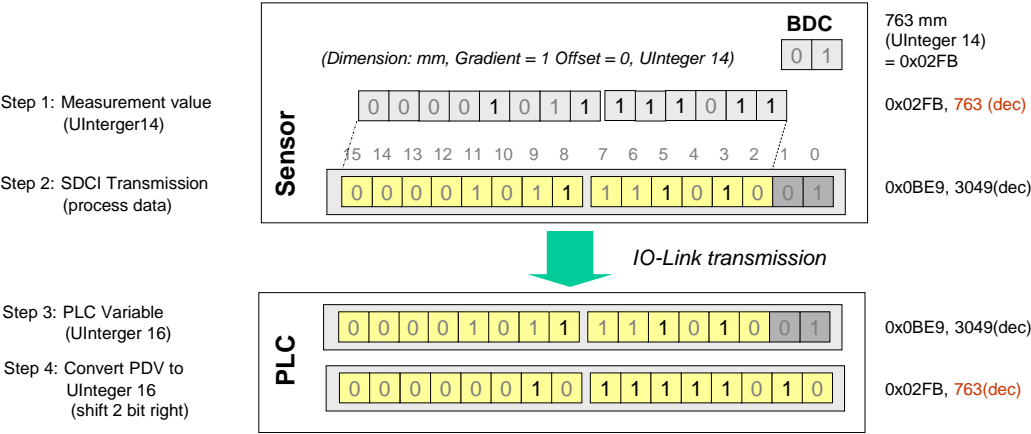 BDC
0 1
763 mm
(UInteger 14)
= 0x02FB
(Dimension: mm, Gradient = 1 Offset = 0, UInteger 14)
Sensor
Step 1: Measurement value
(UInterger14)
0 0 0 0 1 0 1 1 1 1 1 0 1 1
0x02FB, 763 (dec)
15 14 13 12 11 10 9 8 7 6 5 4 3 2 1 0
Step 2: SDCI Transmission
(process data)
0 0 0 0 1 0 1 1 1 1 1 0 1 0 0 1
0x0BE9, 3049(dec)
IO-Link transmission
PLC
Step 3: PLC Variable
(UInterger 16)
0 0 0 0 1 0 1 1 1 1 1 0 1 0 0 1
0x0BE9, 3049(dec)
Step 4: Convert PDV to
UInteger 16
(shift 2 bit right)
0 0 0 0 0 0 1 0 1 1 1 1 1 0 1 0
0x02FB, 763(dec)